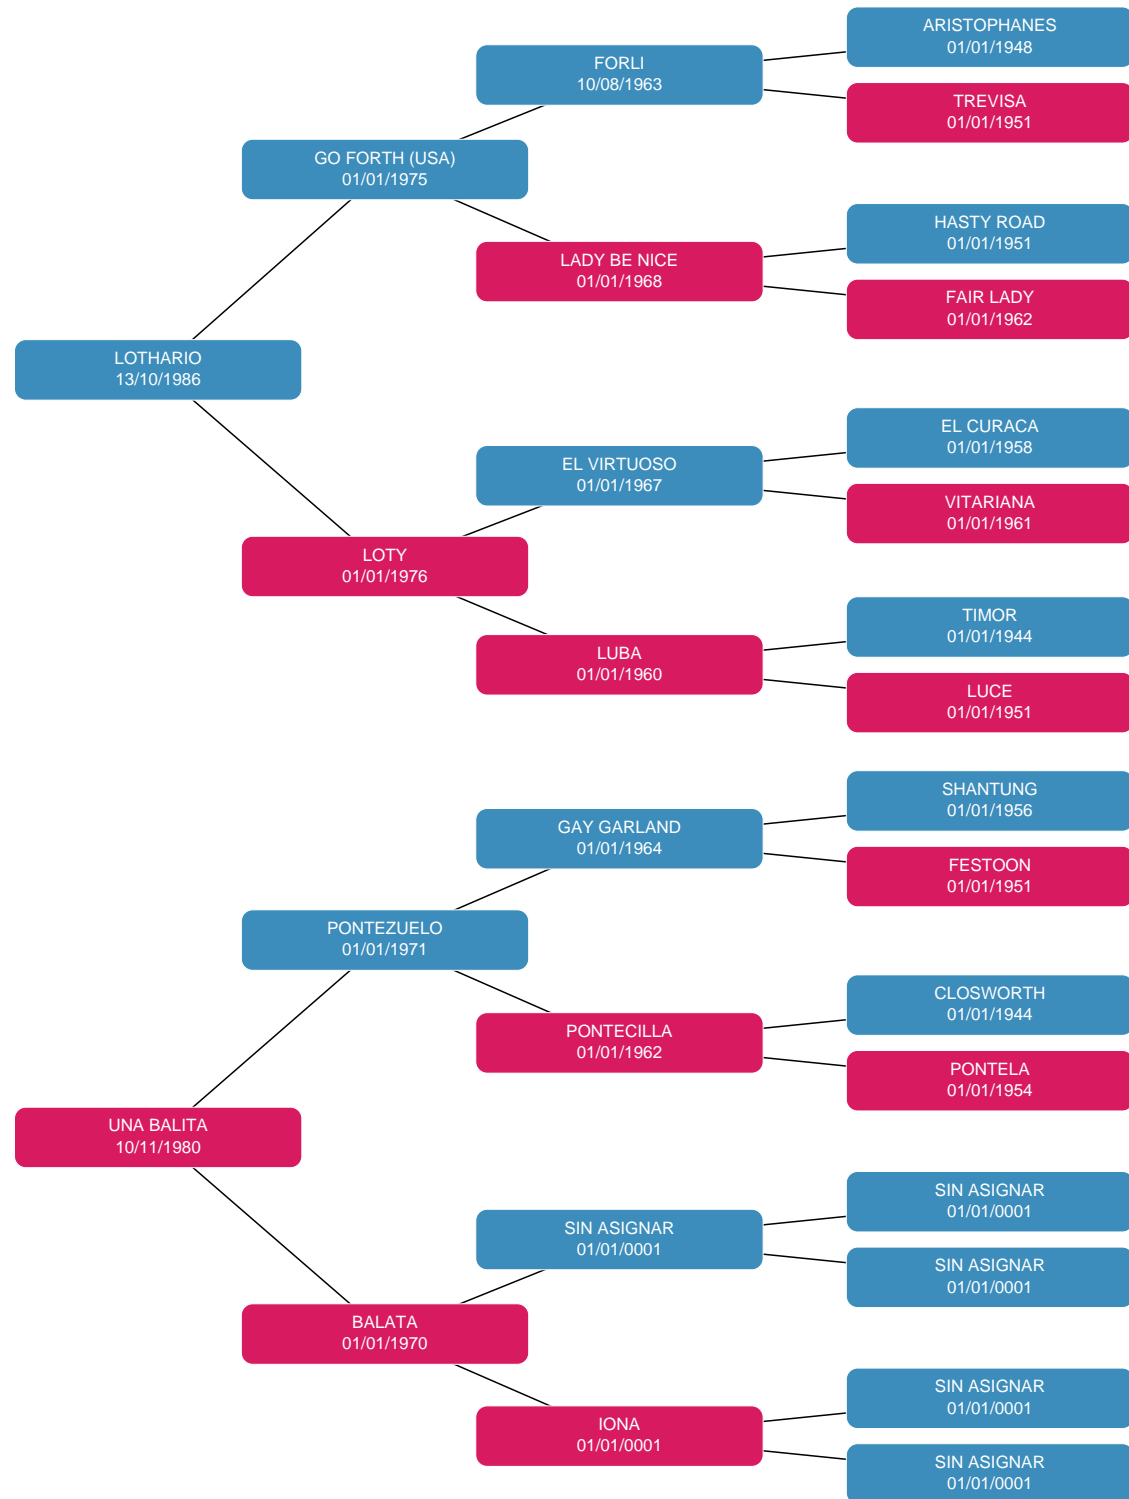 ARISTOPHANES
01/01/1948
FORLI
10/08/1963
TREVISA
01/01/1951
GO FORTH (USA)
01/01/1975
HASTY ROAD
01/01/1951
LADY BE NICE
01/01/1968
FAIR LADY
01/01/1962
LOTHARIO
13/10/1986
EL CURACA
01/01/1958
EL VIRTUOSO
01/01/1967
VITARIANA
01/01/1961
LOTY
01/01/1976
TIMOR
01/01/1944
LUBA
01/01/1960
LUCE
01/01/1951
SHANTUNG
01/01/1956
GAY GARLAND
01/01/1964
FESTOON
01/01/1951
PONTEZUELO
01/01/1971
CLOSWORTH
01/01/1944
PONTECILLA
01/01/1962
PONTELA
01/01/1954
UNA BALITA
10/11/1980
SIN ASIGNAR
01/01/0001
SIN ASIGNAR
01/01/0001
SIN ASIGNAR
01/01/0001
BALATA
01/01/1970
SIN ASIGNAR
01/01/0001
IONA
01/01/0001
SIN ASIGNAR
01/01/0001